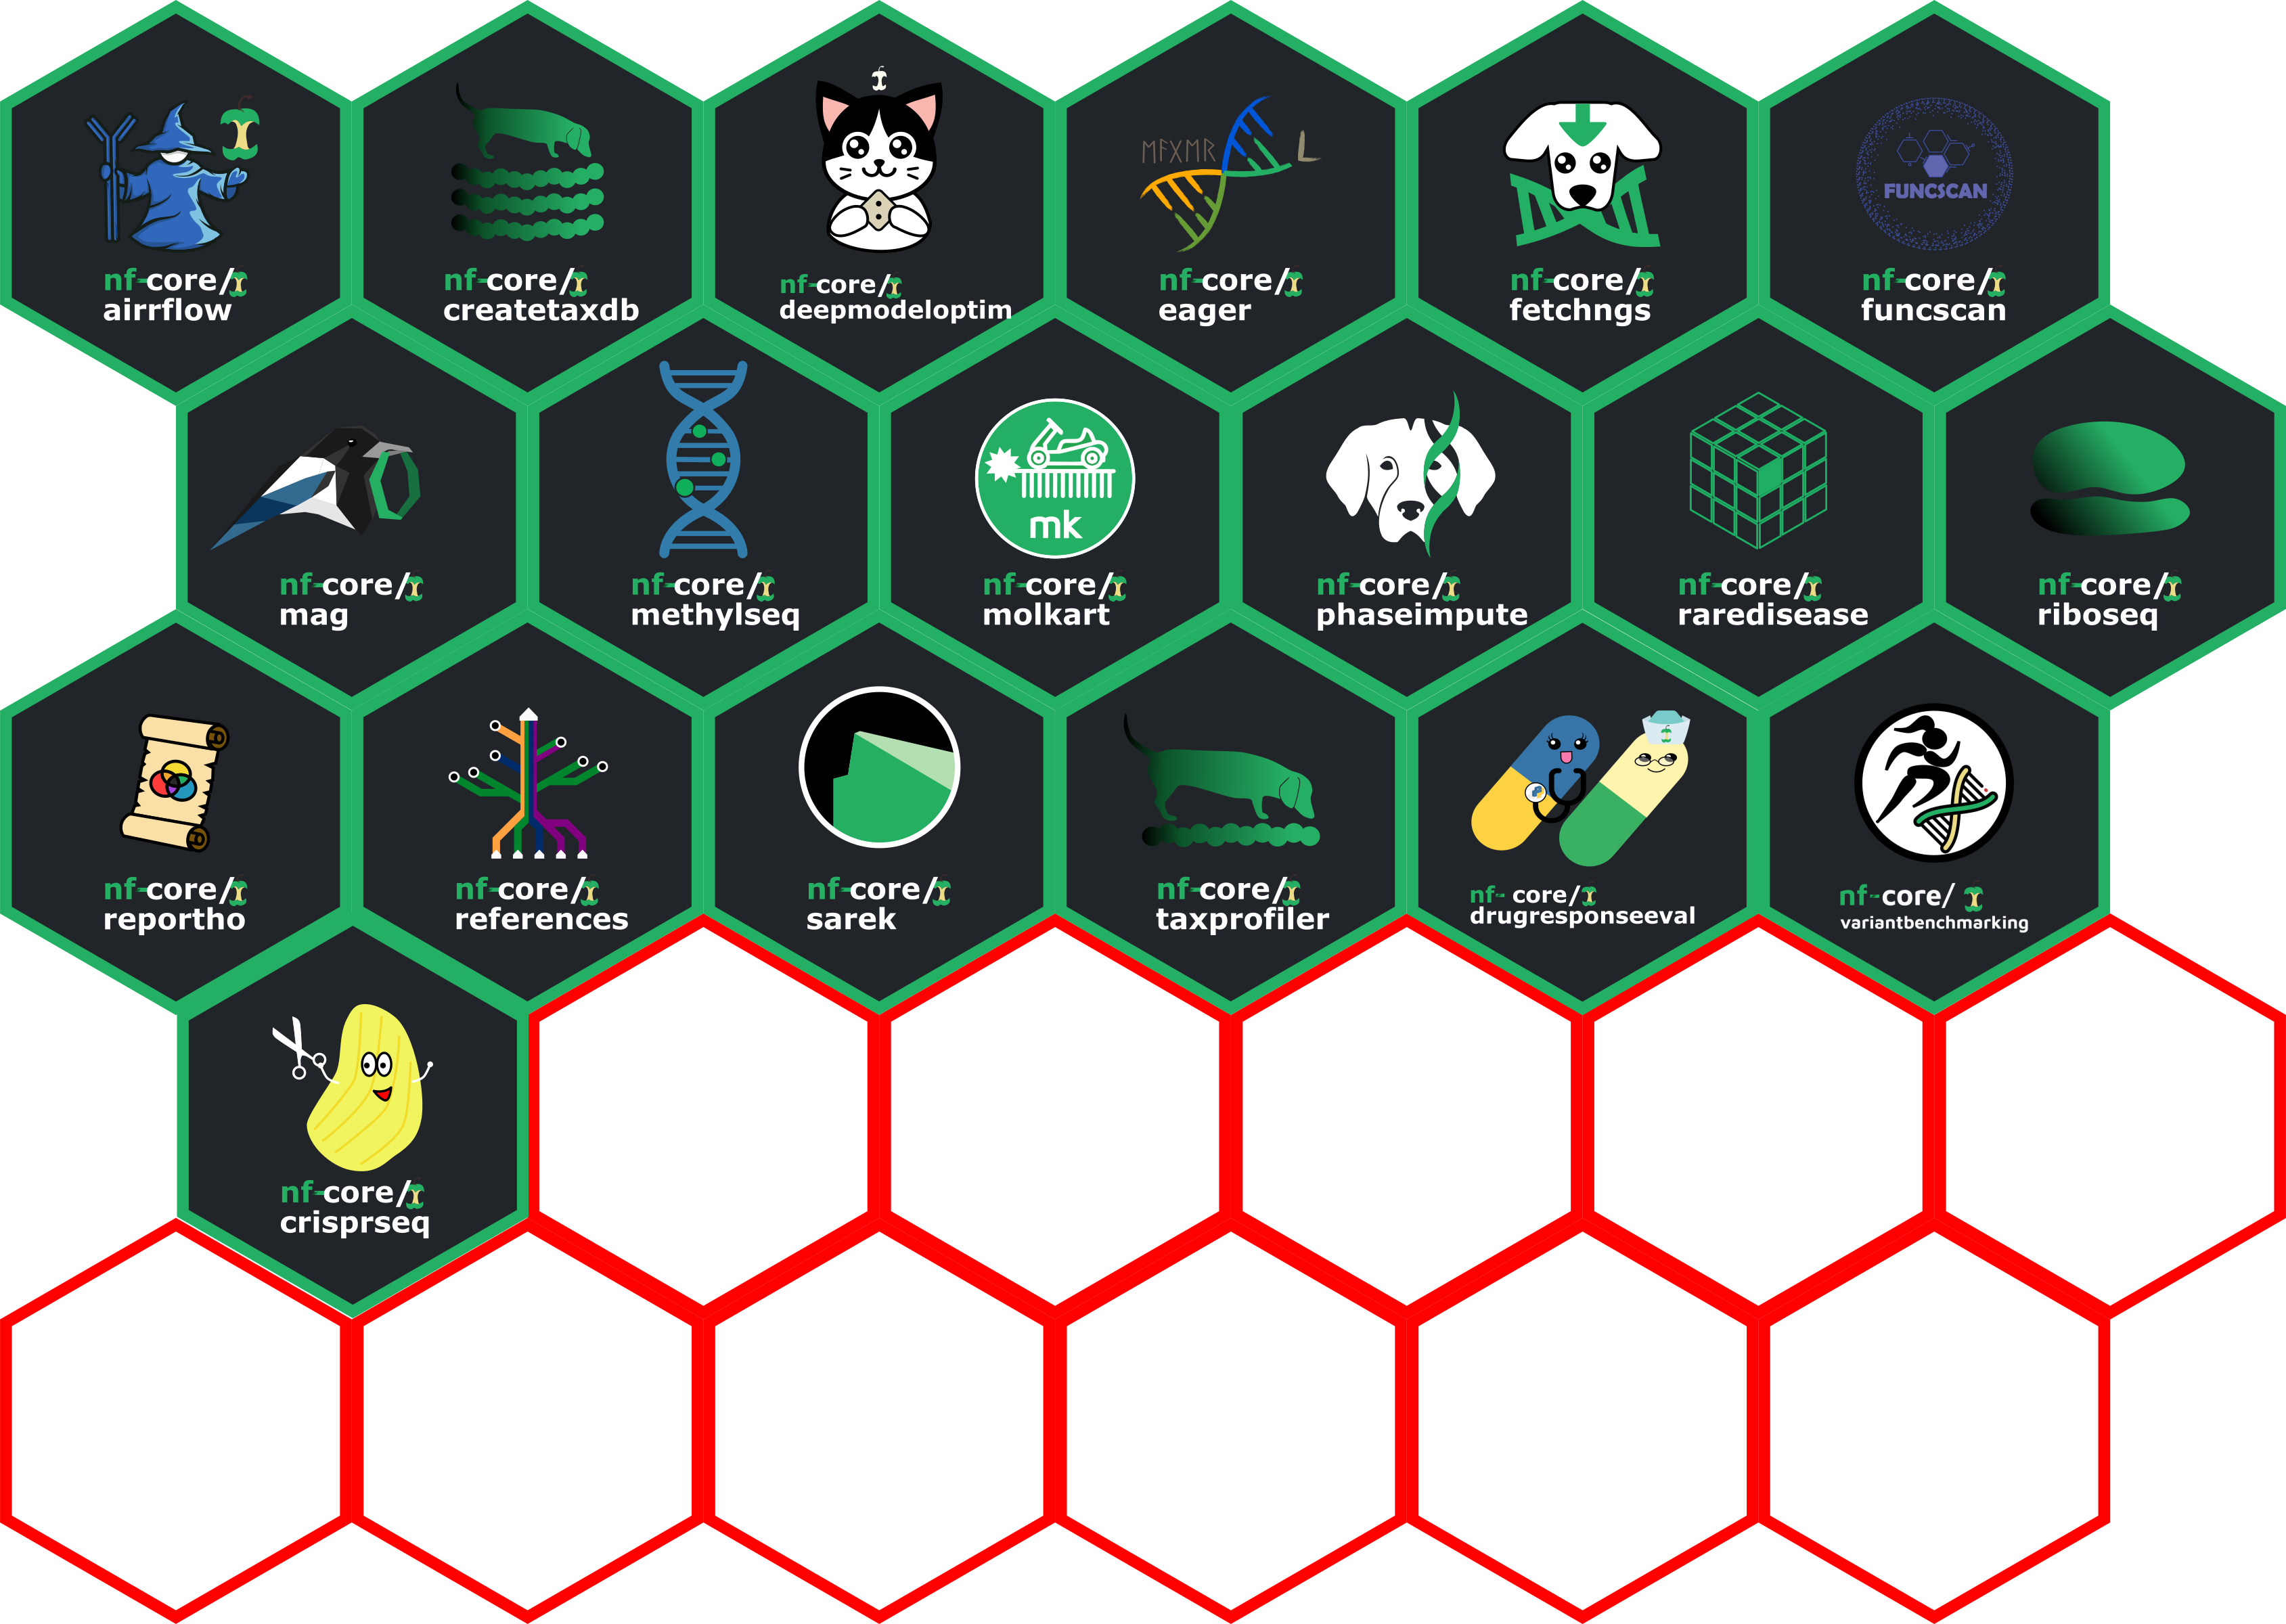 nf-core/
airrflow
nf-core/
createtaxdb
nf-core/
deepmodeloptim
ᛖᚨᚷᛖᚱ
L
nf-core/
eager
nf-core/
fetchngs
FUNCSCAN
nf-core/
funcscan
nf-core/
mag
nf-core/
methylseq
mk
nf-core/
molkart
nf-core/
phaseimpute
nf-core/
raredisease
nf-core/
riboseq
nf-core/
reportho
nf-core/
references
nf-core/
sarek
nf-core/
taxprofiler
nf-core/
drugresponseeval
nf-core/
variantbenchmarking
nf-core/
crisprseq